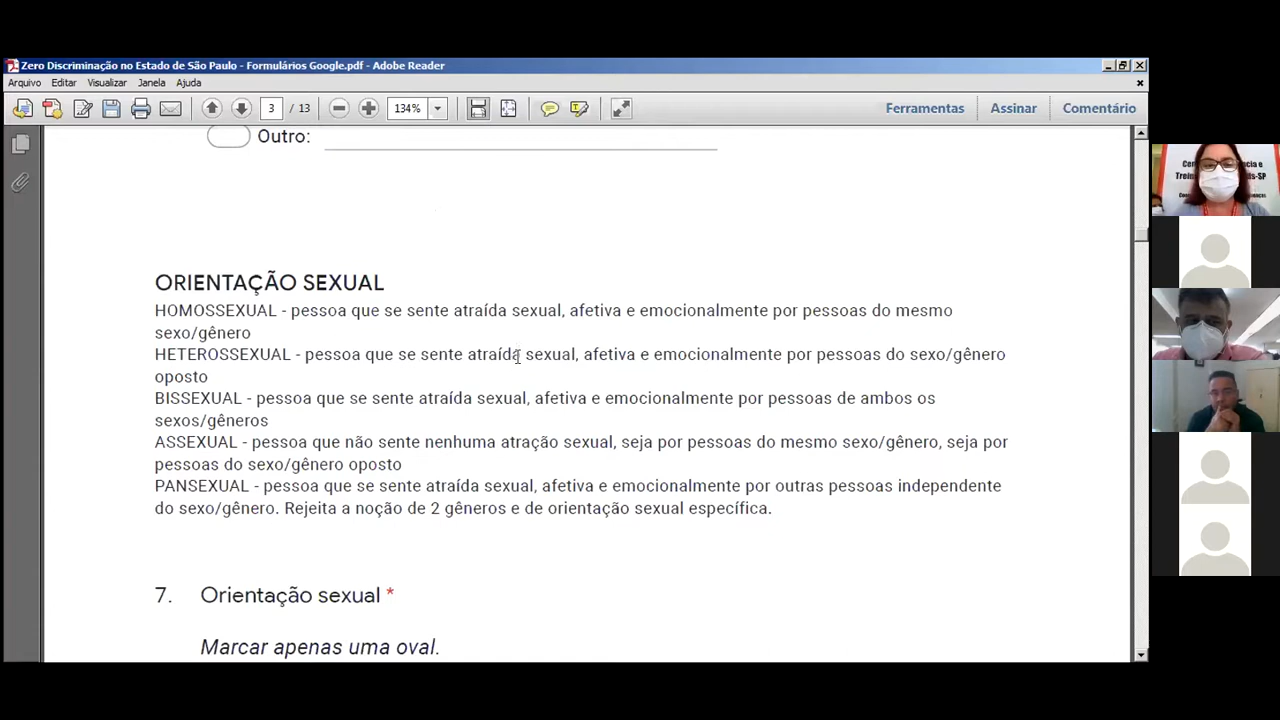 Zero Discriminação no Estado de São Paulo - Formulários Google.pdf - Adobe Reader
Arquivo Editar Visualizar Janela Ajuda
3 / 13 134% Ferramentas Assinar Comentário
Outro:
ORIENTAÇÃO SEXUAL
HOMOSSEXUAL - pessoa que se sente atraída sexual, afetiva e emocionalmente por pessoas do mesmo
sexo/gênero
HETEROSSEXUAL - pessoa que se sente atraída sexual, afetiva e emocionalmente por pessoas do sexo/gênero
oposto
BISSEXUAL - pessoa que se sente atraída sexual, afetiva e emocionalmente por pessoas de ambos os
sexos/gêneros
ASSEXUAL - pessoa que não sente nenhuma atração sexual, seja por pessoas do mesmo sexo/gênero, seja por
pessoas do sexo/gênero oposto
PANSEXUAL - pessoa que se sente atraída sexual, afetiva e emocionalmente por outras pessoas independente
do sexo/gênero. Rejeita a noção de 2 gêneros e de orientação sexual específica.
7. Orientação sexual *
Marcar apenas uma oval.